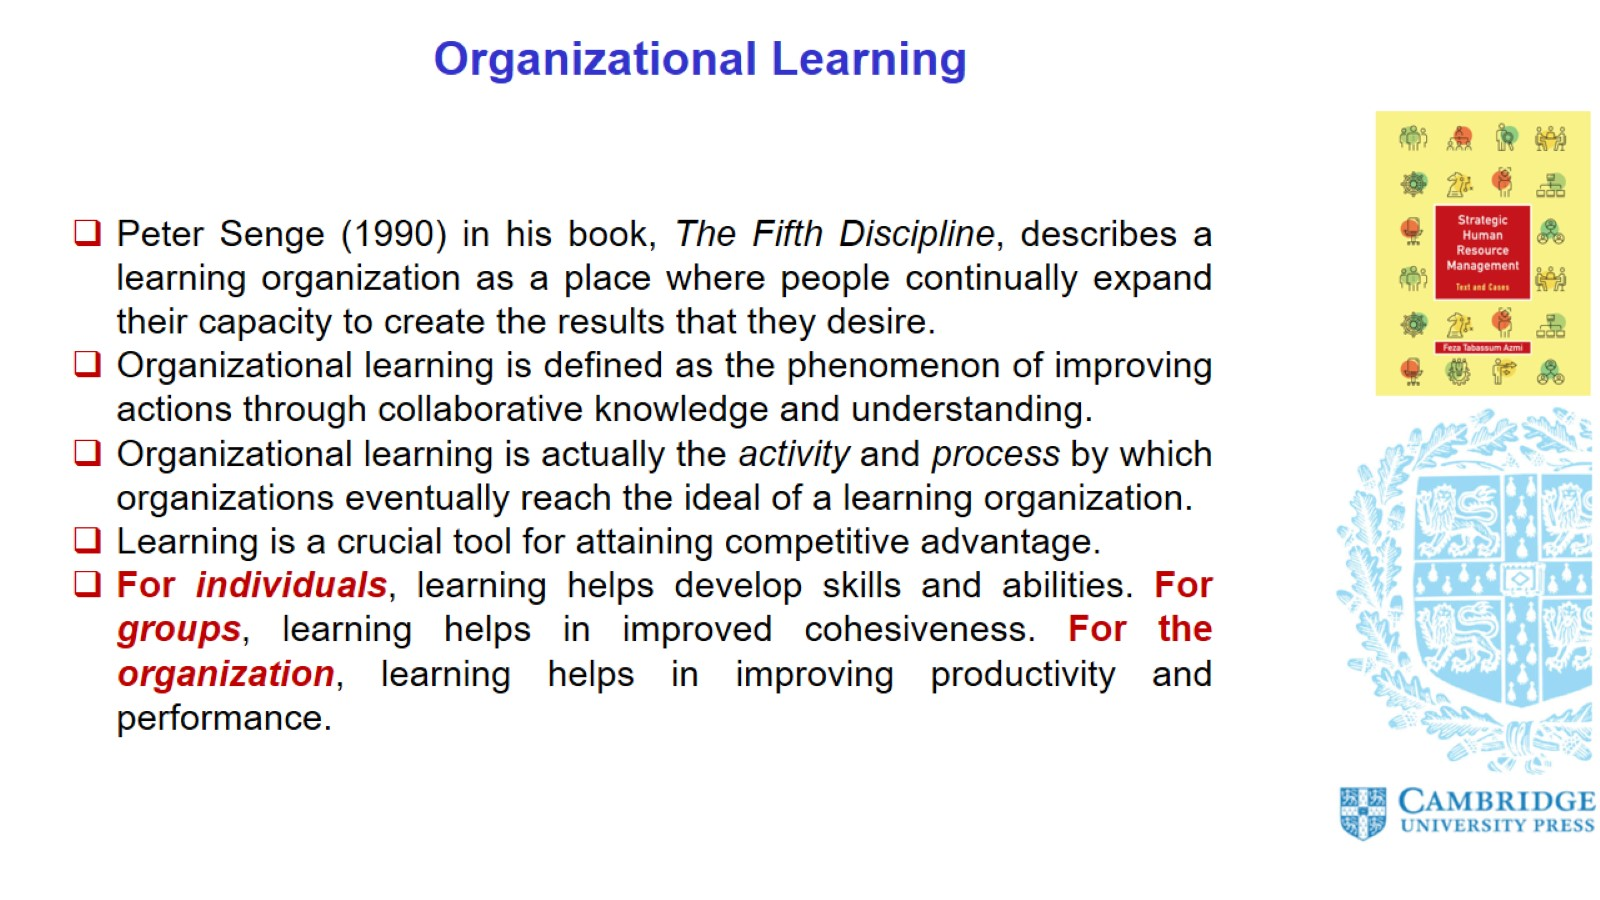 Organizational Learning
❑ Peter Senge (1990) in his book, The Fifth Discipline, describes a
learning organization as a place where people continually expand
their capacity to create the results that they desire.
❑ Organizational learning is defined as the phenomenon of improving
actions through collaborative knowledge and understanding.
❑ Organizational learning is actually the activity and process by which
organizations eventually reach the ideal of a learning organization.
❑ Learning is a crucial tool for attaining competitive advantage.
❑ For individuals, learning helps develop skills and abilities. For
groups, learning helps in improved cohesiveness. For the
organization, learning helps in improving productivity and
performance.
Strategic
Human
Resource
Management
Text and Cases
Feza Tabassum Azmi
CAMBRIDGE
UNIVERSITY PRESS